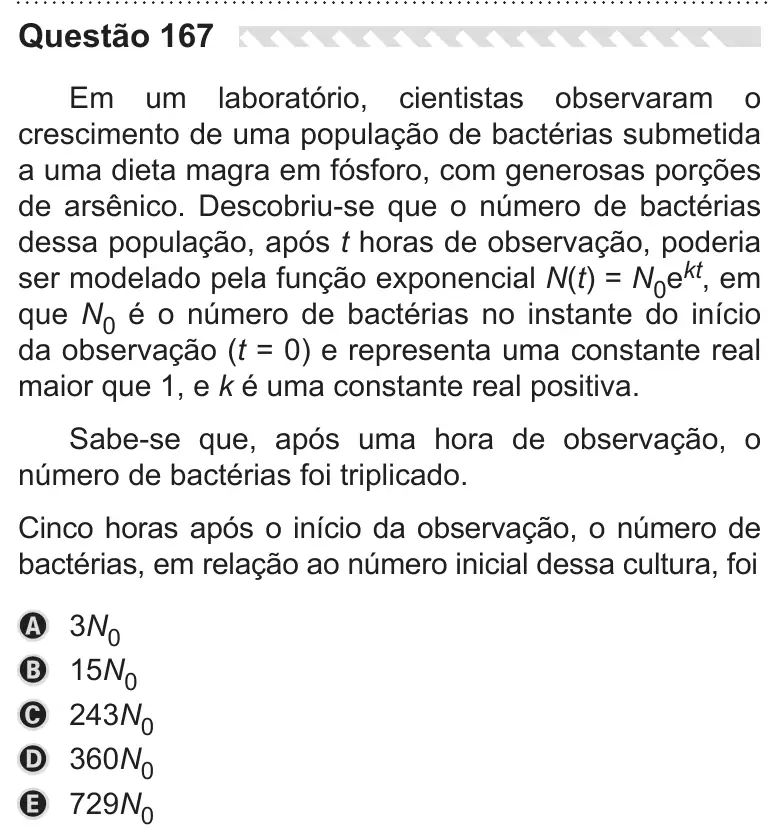 Questão 167
Em um laboratório, cientistas observaram o
crescimento de uma população de bactérias submetida
a uma dieta magra em fósforo, com generosas porções
de arsênico. Descobriu-se que o número de bactérias
dessa população, após t horas de observação, poderia
ser modelado pela função exponencial N(t) = N₀eᵏᵗ, em
que N₀ é o número de bactérias no instante do início
da observação (t = 0) e representa uma constante real
maior que 1, e k é uma constante real positiva.
Sabe-se que, após uma hora de observação, o
número de bactérias foi triplicado.
Cinco horas após o início da observação, o número de
bactérias, em relação ao número inicial dessa cultura, foi
A 3N₀
B 15N₀
C 243N₀
D 360N₀
E 729N₀